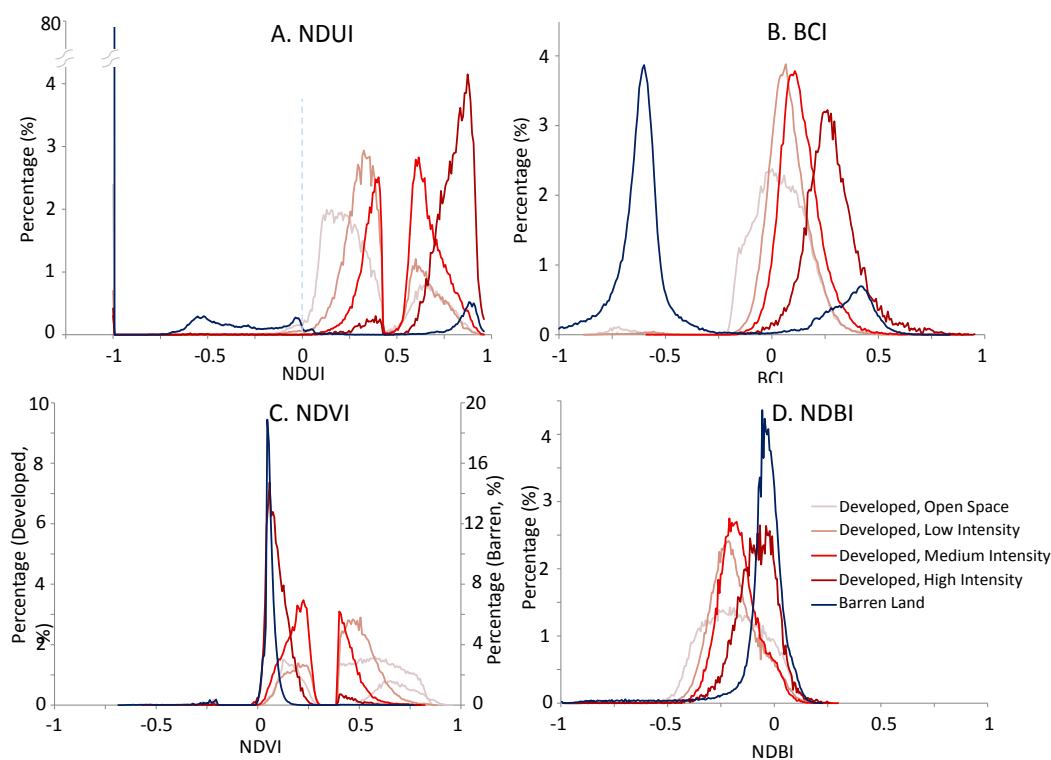 A. NDUI
80
4
3
2
1
0
Percentage (%)
-1
-0.5
0
0.5
1
NDUI
B. BCI
4
3
2
1
0
Percentage (%)
-1
-0.5
0
0.5
1
BCI
C. NDVI
10
8
6
4
2
0
Percentage (Developed,
%)
20
18
12
8
4
0
Percentage (Barren, %)
-1
-0.5
0
0.5
1
NDVI
D. NDBI
4
3
2
1
0
Percentage (%)
-1
-0.5
0
0.5
1
NDBI
Developed, Open Space
Developed, Low Intensity
Developed, Medium Intensity
Developed, High Intensity
Barren Land